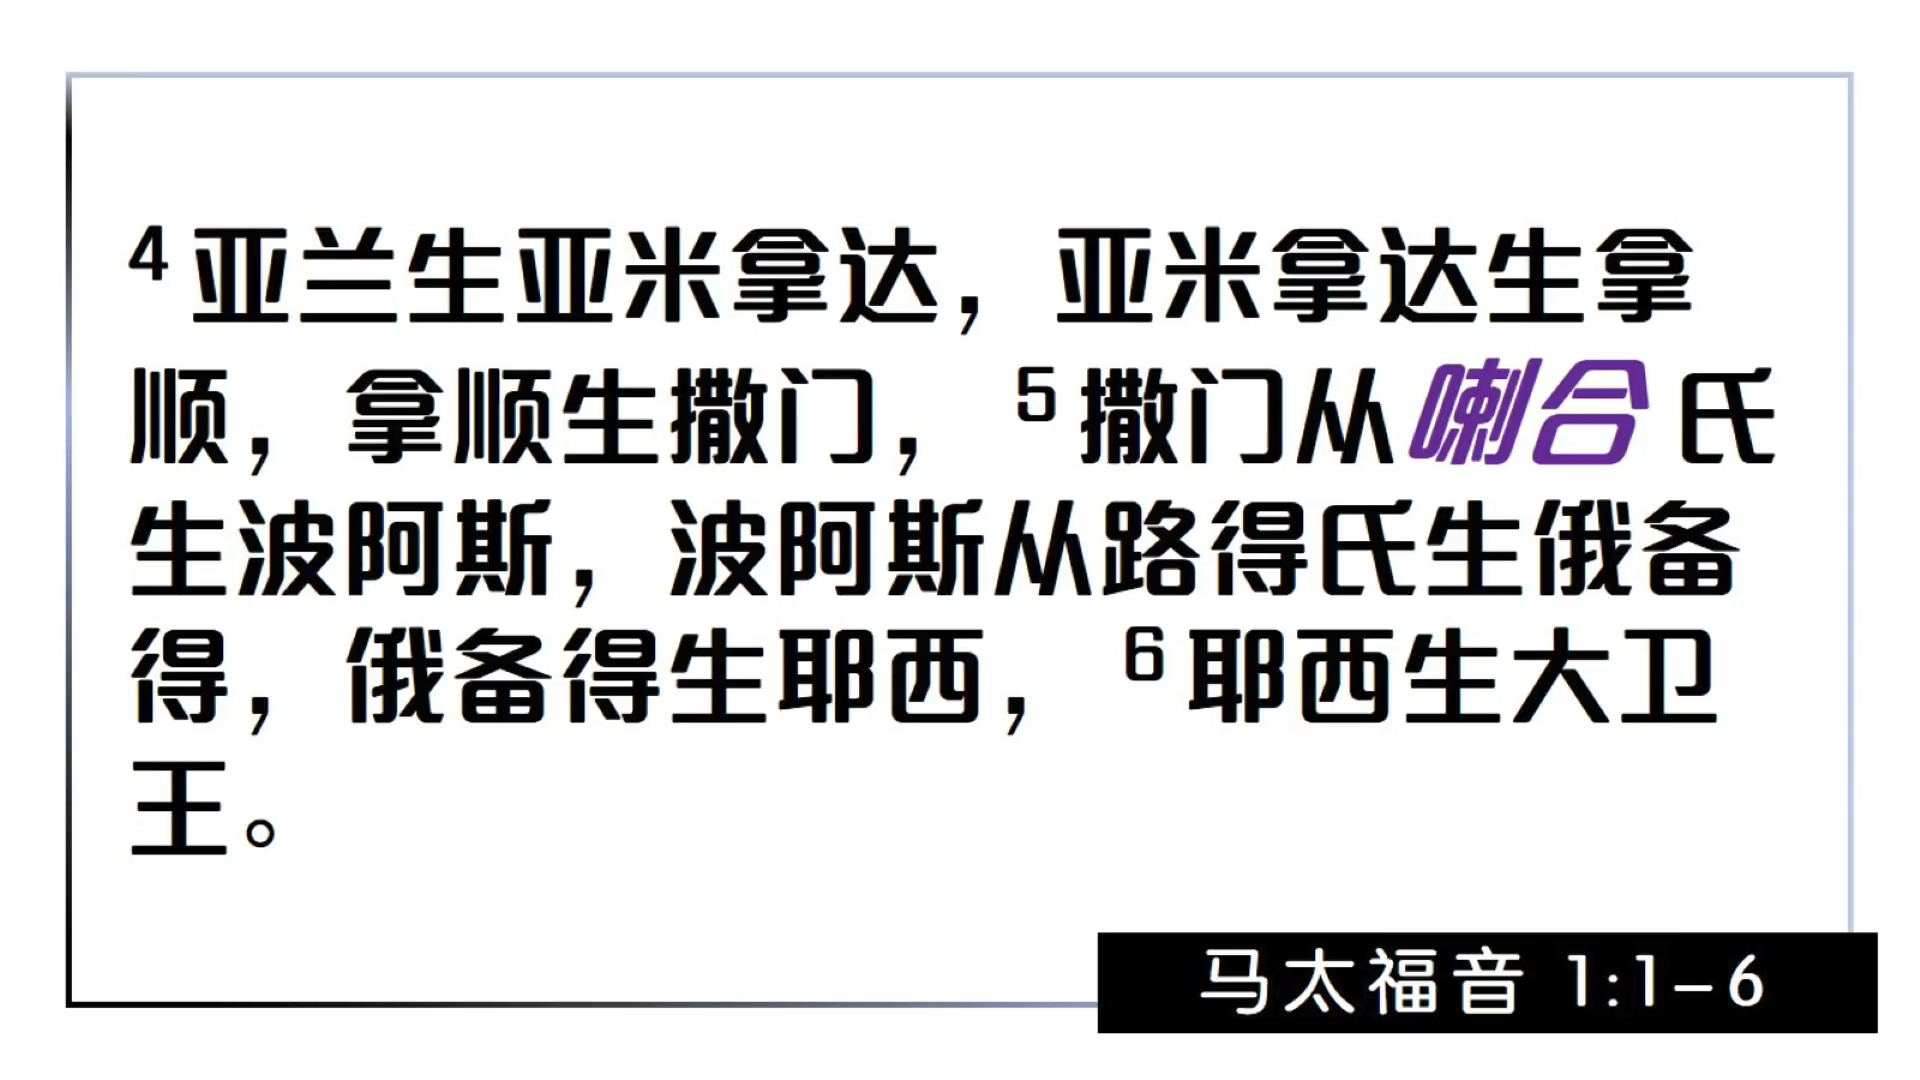 4 亚兰生亚米拿达，亚米拿达生拿
顺，拿顺生撒门，5撒门从喇合 氏
生波阿斯，波阿斯从路得氏生俄备
得，俄备得生耶西，6耶西生大卫
王。
马太福音 1:1-6